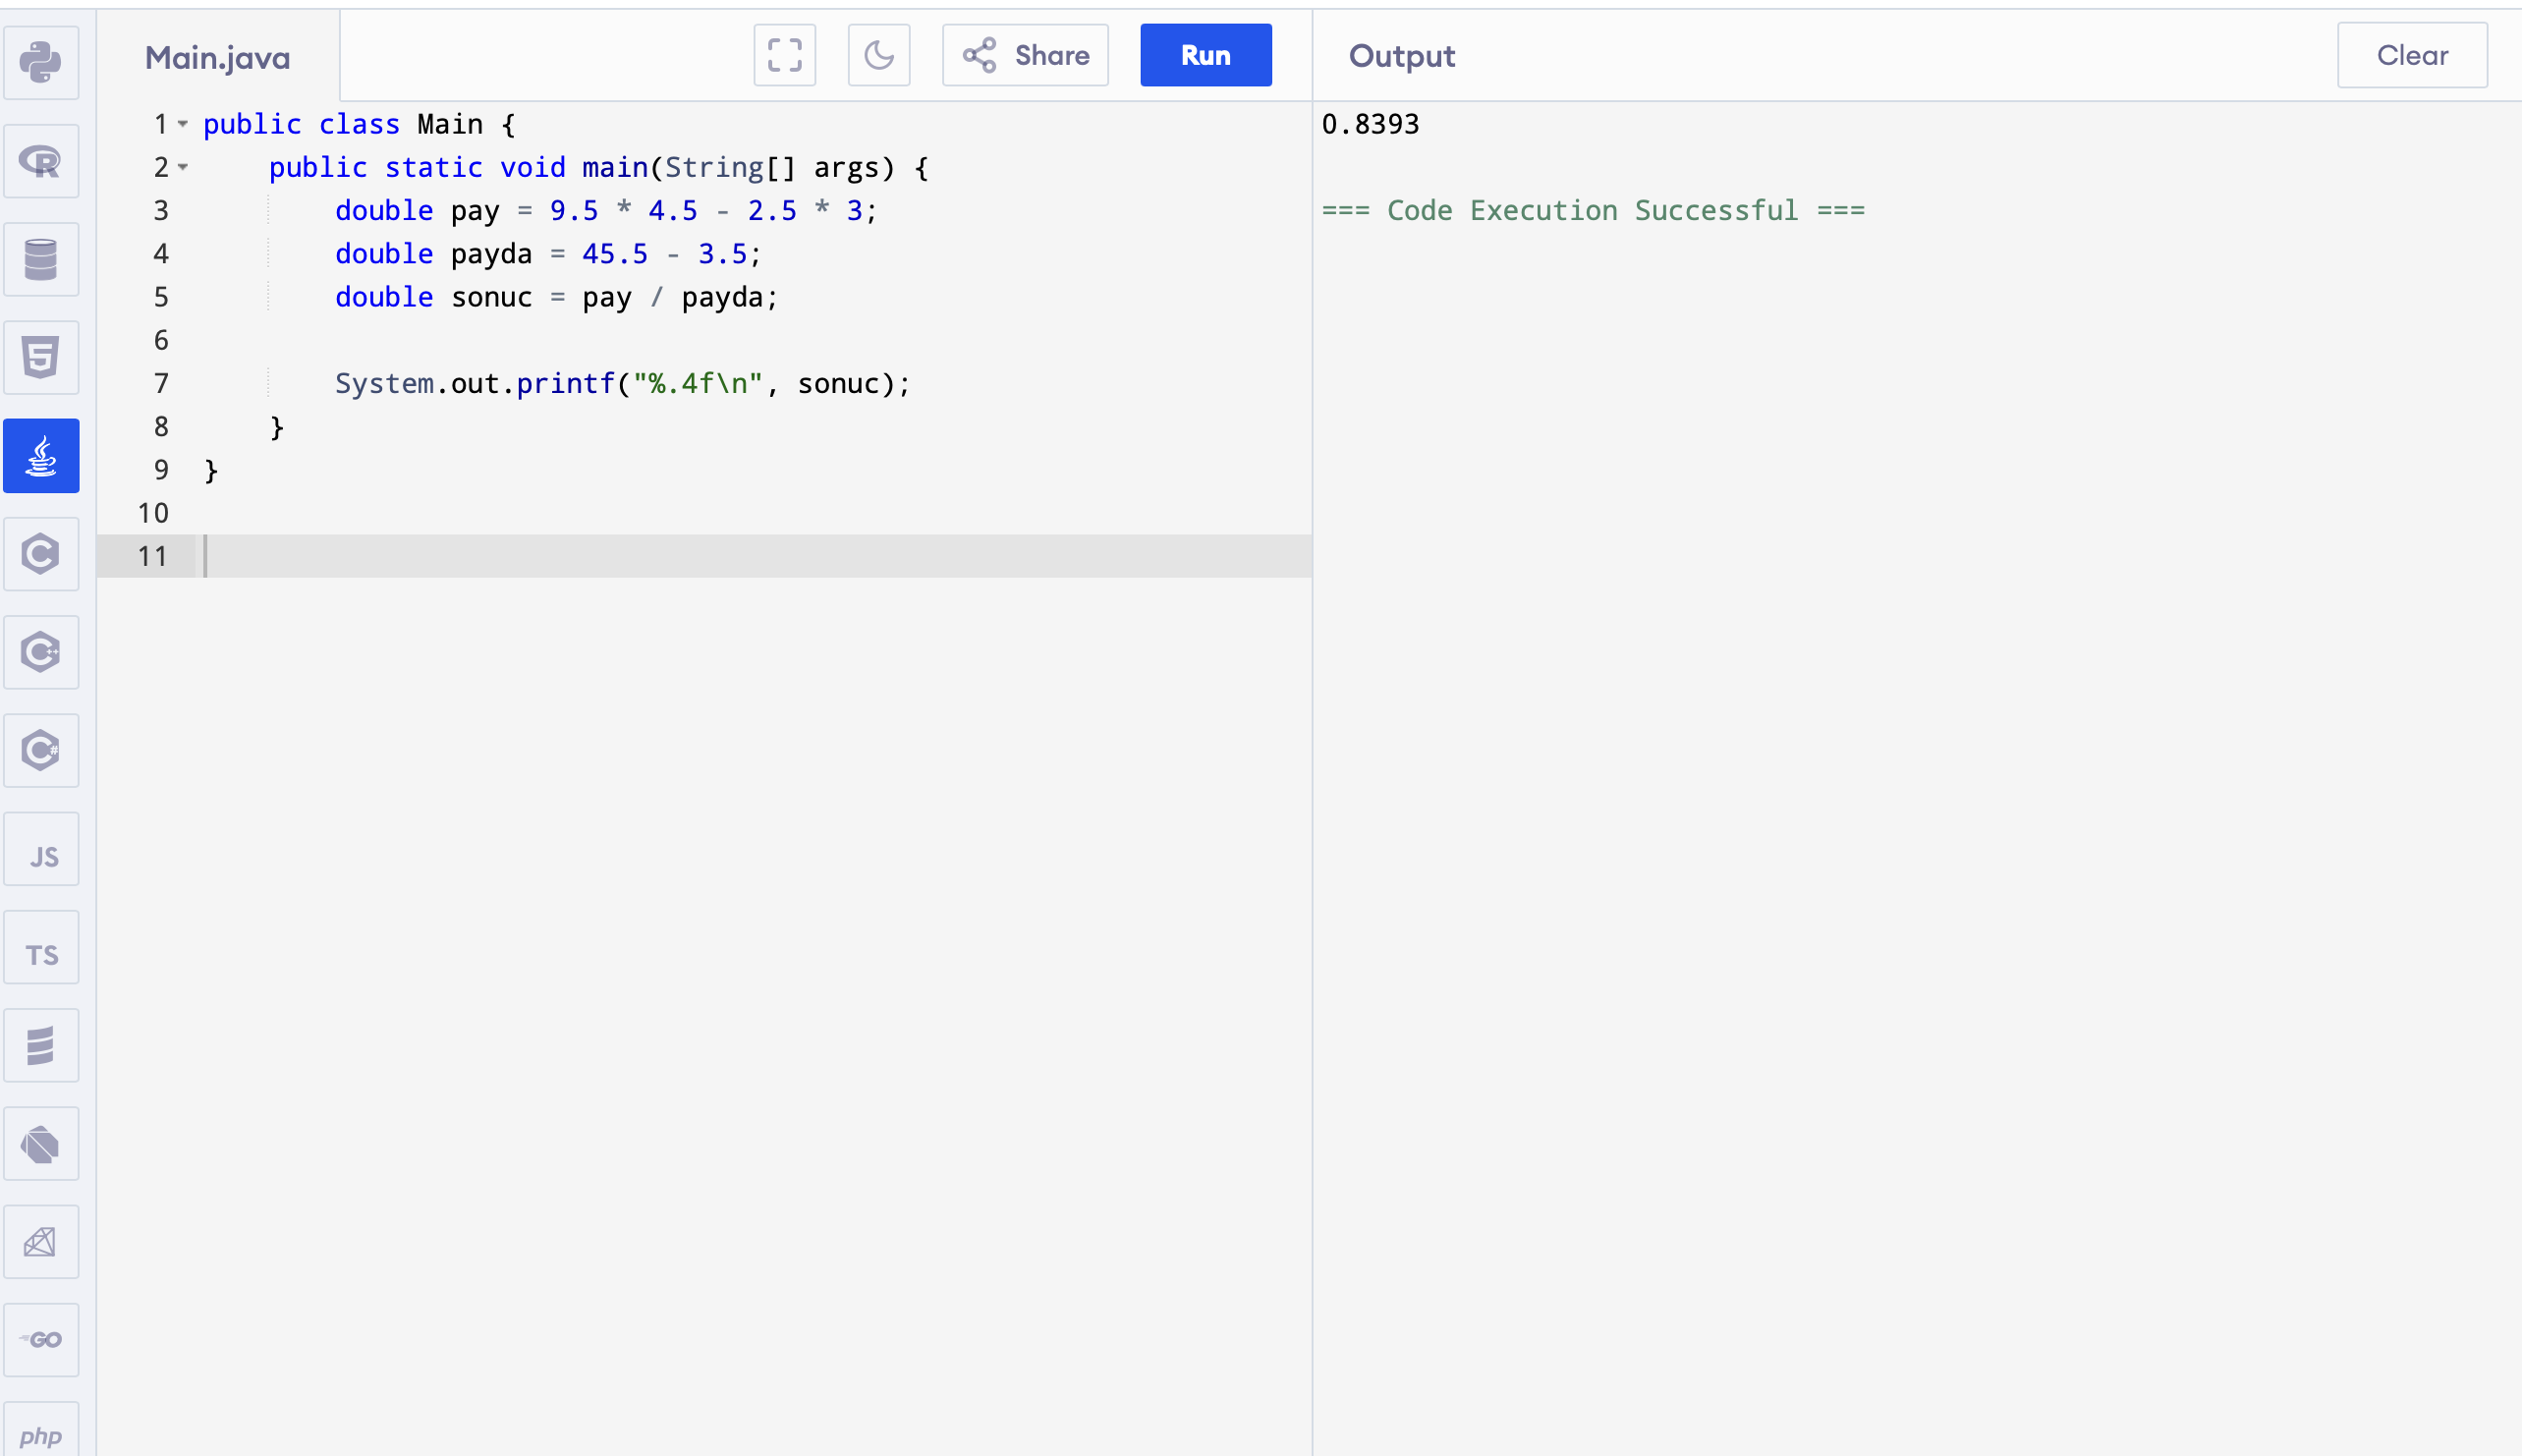 Main.java
Share
Run
Output
Clear
1 public class Main {
2     public static void main(String[] args) {
3         double pay = 9.5 * 4.5 - 2.5 * 3;
4         double payda = 45.5 - 3.5;
5         double sonuc = pay / payda;
6
7         System.out.printf("%.4f\n", sonuc);
8     }
9 }
10
11
0.8393
=== Code Execution Successful ===
R
5
C
C++
C#
JS
TS
GO
php